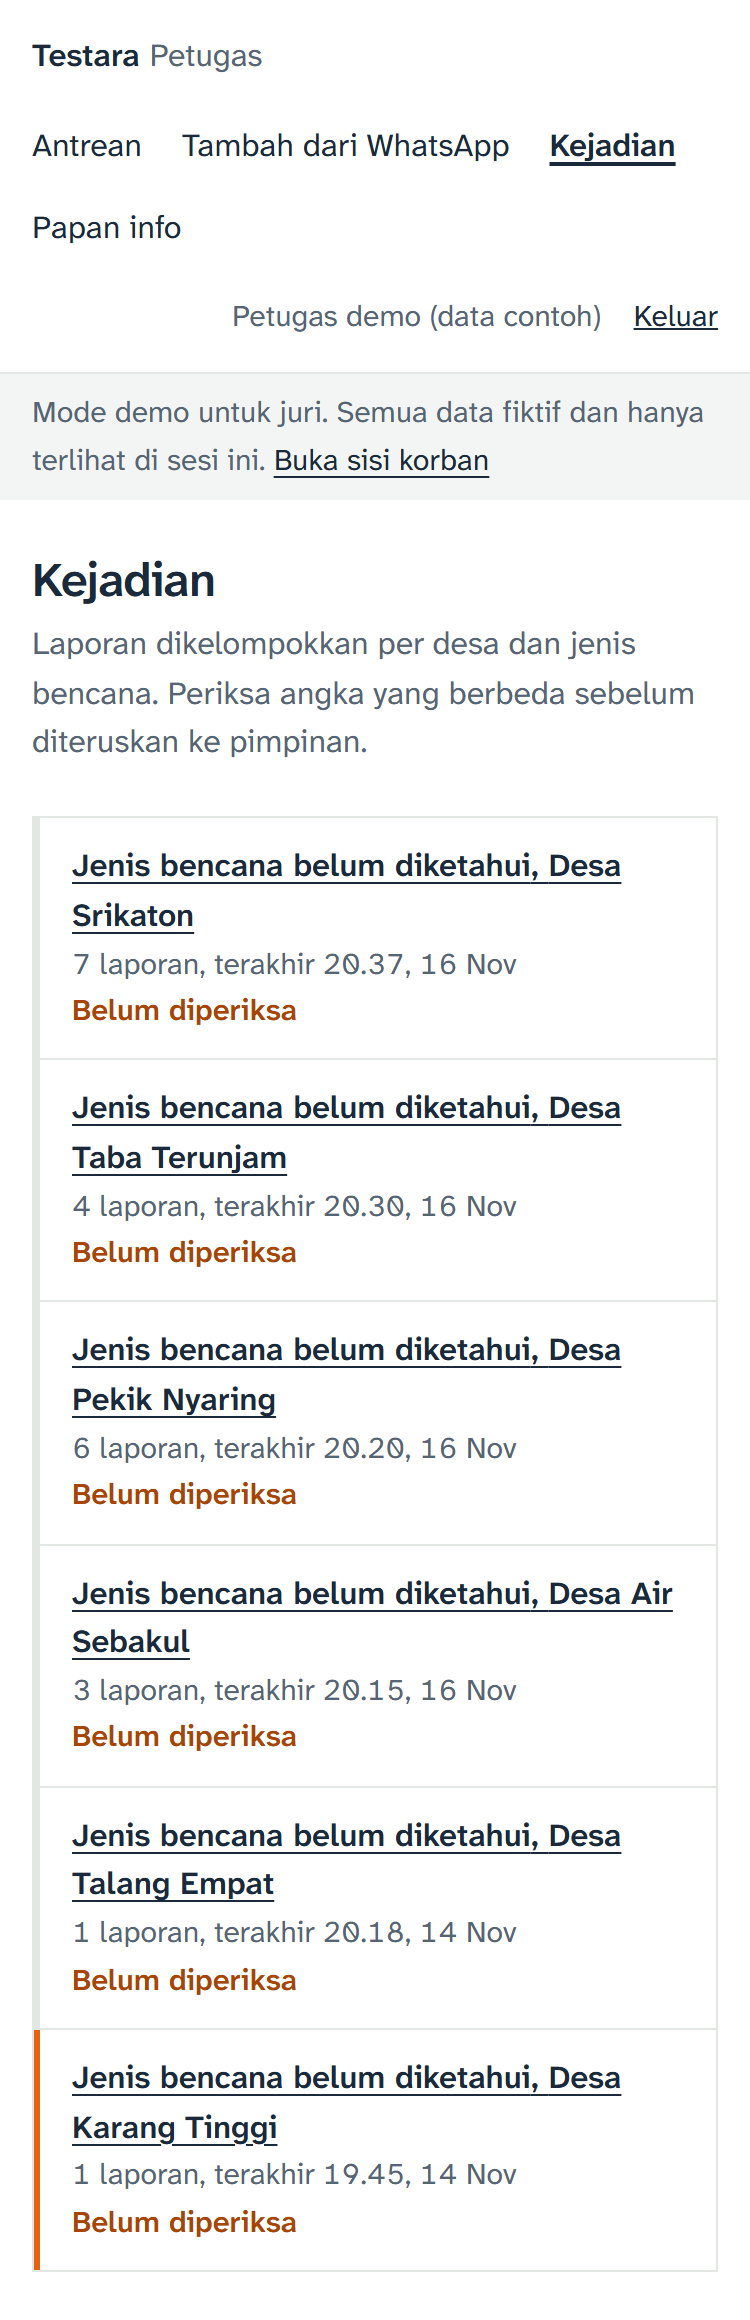 Testara Petugas
Antrean Tambah dari WhatsApp Kejadian
Papan info
Petugas demo (data contoh) Keluar
Mode demo untuk juri. Semua data fiktif dan hanya
terlihat di sesi ini. Buka sisi korban
Kejadian
Laporan dikelompokkan per desa dan jenis
bencana. Periksa angka yang berbeda sebelum
diteruskan ke pimpinan.
Jenis bencana belum diketahui, Desa
Srikaton
7 laporan, terakhir 20.37, 16 Nov
Belum diperiksa
Jenis bencana belum diketahui, Desa
Taba Terunjam
4 laporan, terakhir 20.30, 16 Nov
Belum diperiksa
Jenis bencana belum diketahui, Desa
Pekik Nyaring
6 laporan, terakhir 20.20, 16 Nov
Belum diperiksa
Jenis bencana belum diketahui, Desa Air
Sebakul
3 laporan, terakhir 20.15, 16 Nov
Belum diperiksa
Jenis bencana belum diketahui, Desa
Talang Empat
1 laporan, terakhir 20.18, 14 Nov
Belum diperiksa
Jenis bencana belum diketahui, Desa
Karang Tinggi
1 laporan, terakhir 19.45, 14 Nov
Belum diperiksa